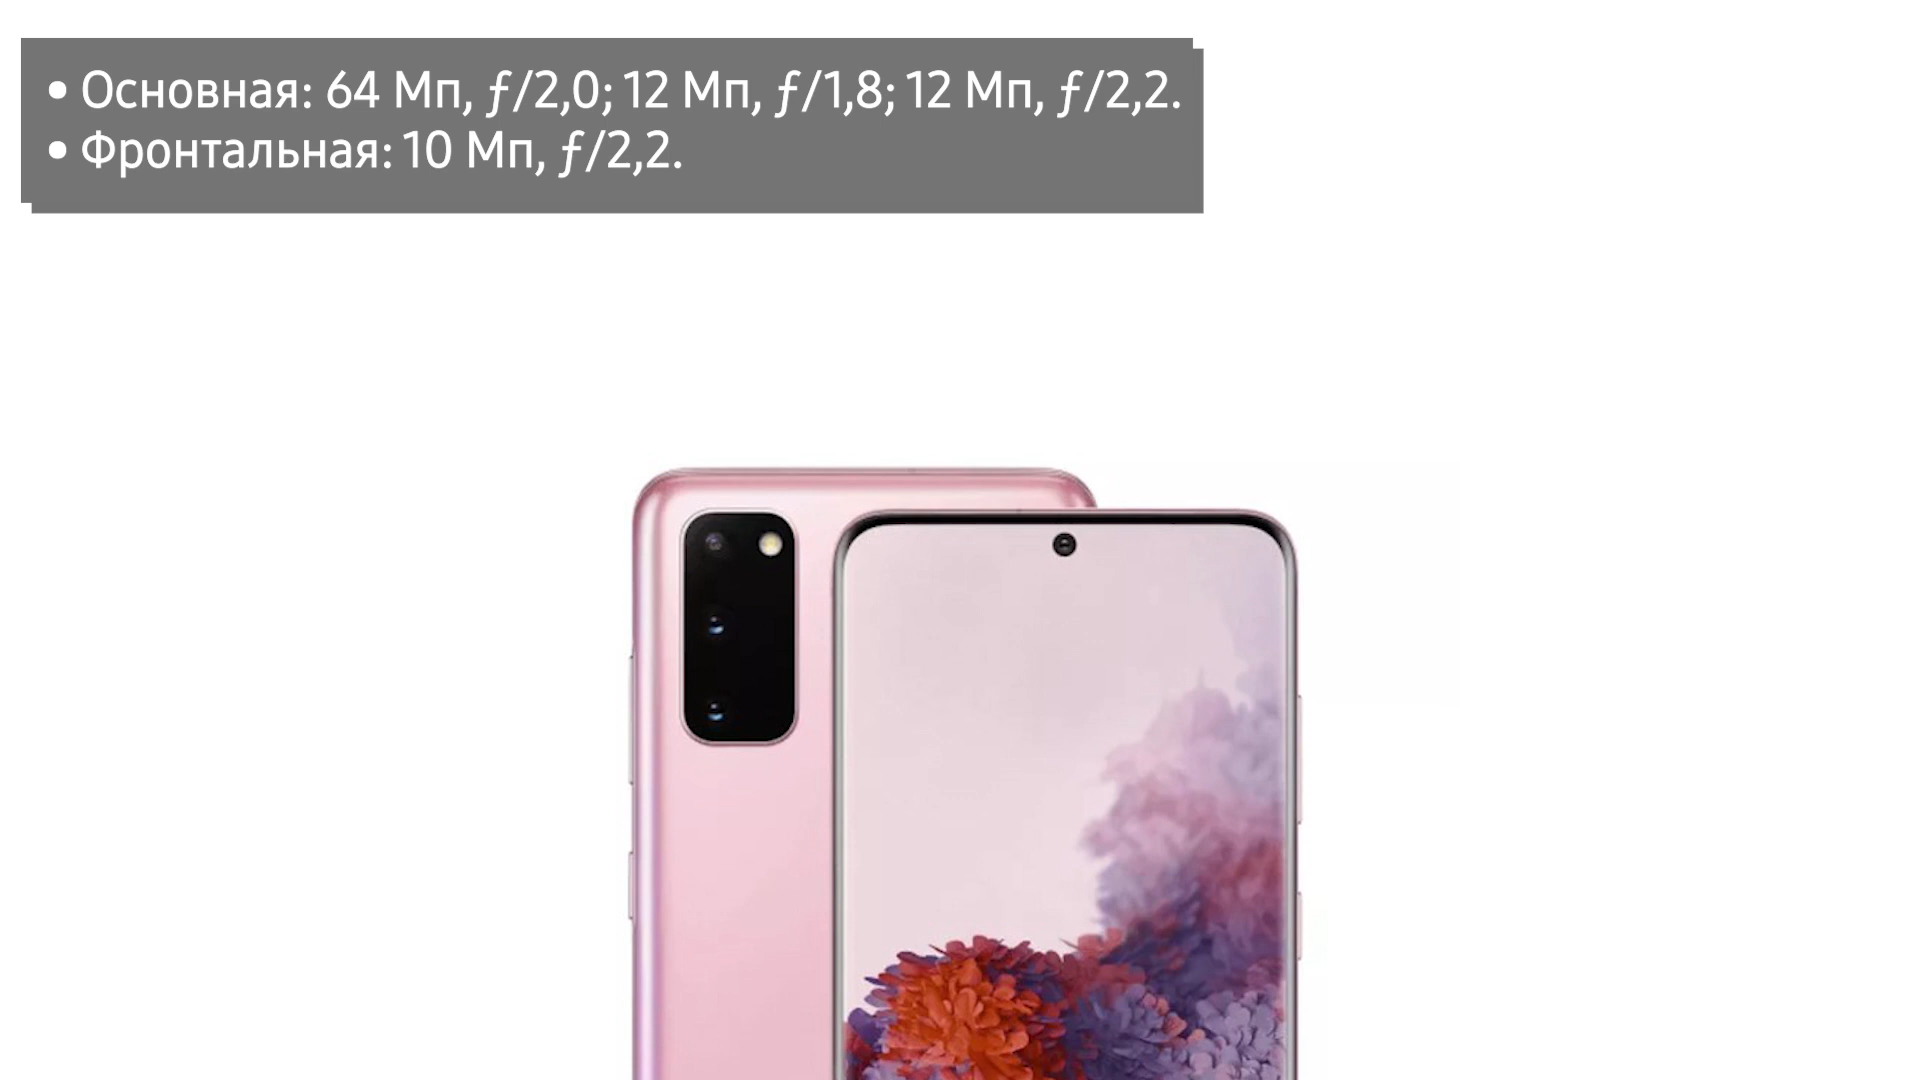 • Основная: 64 Мп, ƒ/2,0; 12 Мп, ƒ/1,8; 12 Мп, ƒ/2,2.
• Фронтальная: 10 Мп, ƒ/2,2.